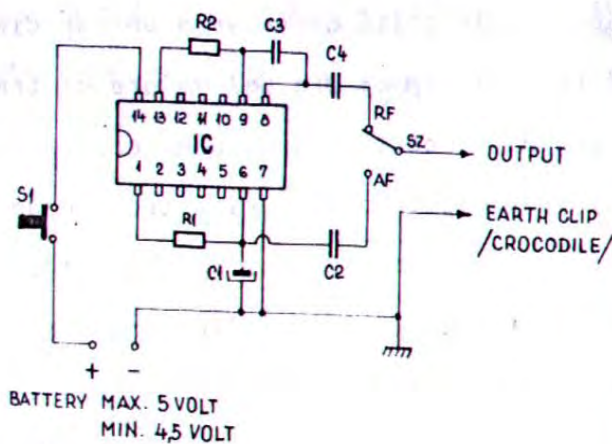 R2
C3
C4
14 13 12 11 10 9 8
IC
1 2 3 4 5 6 7
RF
S2
OUTPUT
AF
S1
R1
C1
C2
EARTH CLIP
/CROCODILE/
+ -
BATTERY MAX. 5 VOLT
MIN. 4,5 VOLT